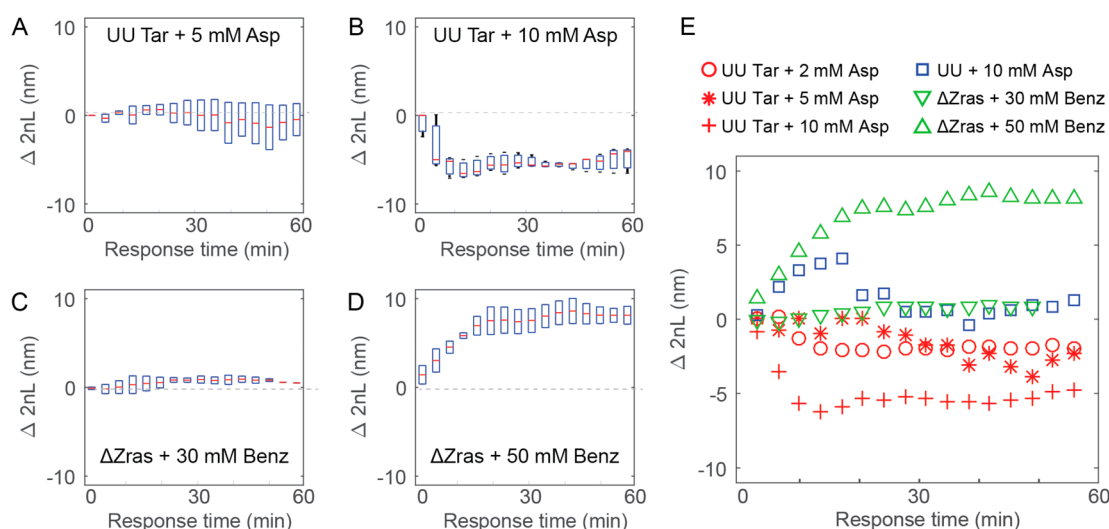 A
UU Tar + 5 mM Asp
10
0
-10
Δ 2nL (nm)
0 30 60
Response time (min)
B
UU Tar + 10 mM Asp
10
0
-10
Δ 2nL (nm)
0 30 60
Response time (min)
C
10
0
-10
Δ 2nL (nm)
ΔZras + 30 mM Benz
0 30 60
Response time (min)
D
10
0
-10
Δ 2nL (nm)
ΔZras + 50 mM Benz
0 30 60
Response time (min)
E
UU Tar + 2 mM Asp
UU Tar + 5 mM Asp
UU Tar + 10 mM Asp
UU + 10 mM Asp
ΔZras + 30 mM Benz
ΔZras + 50 mM Benz
10
5
0
-5
-10
Δ 2nL (nm)
0 20 40 60
Response time (min)